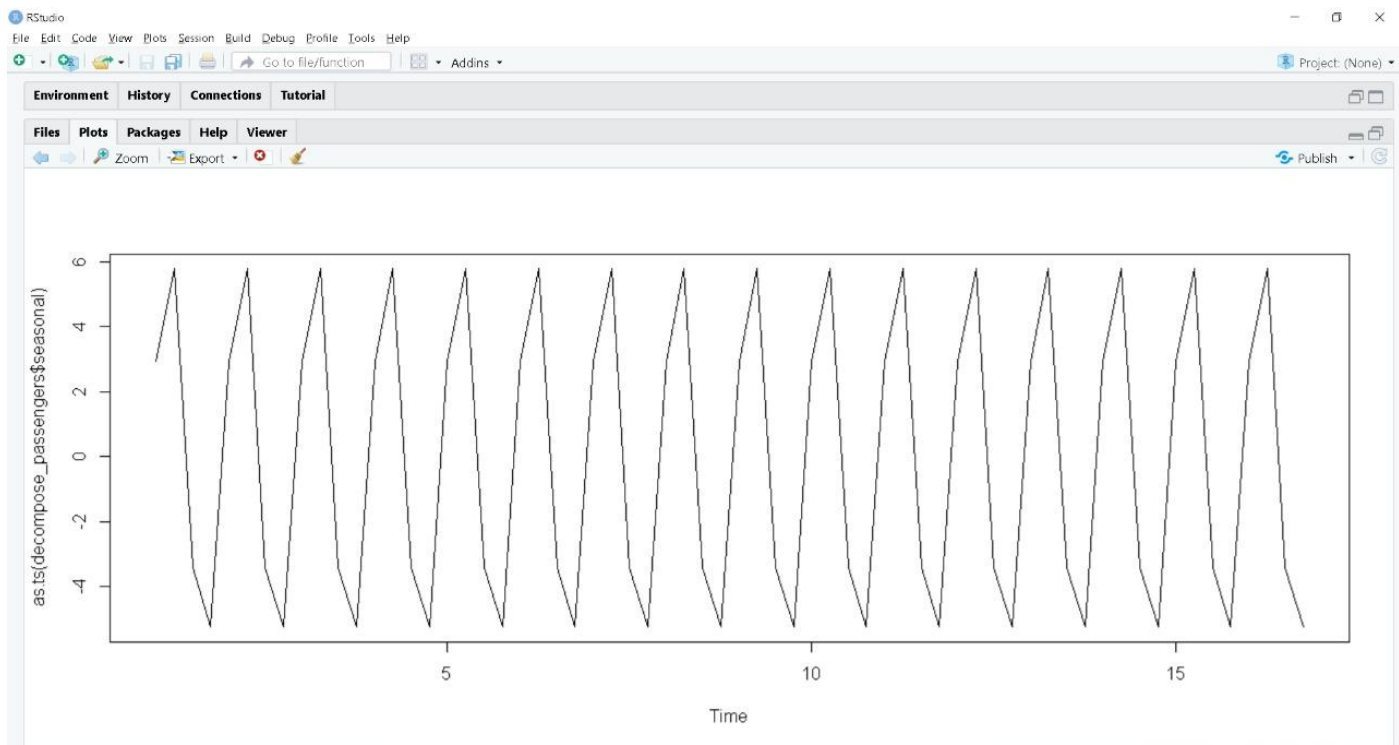 RStudio
File Edit Code View Plots Session Build Debug Profile Tools Help
Go to file/function Addins Project: (None)
Environment History Connections Tutorial
Files Plots Packages Help Viewer
Zoom Export Publish
as.ts(decompose_passengers$seasonal)
6
4
2
0
-2
-4
5 10 15
Time